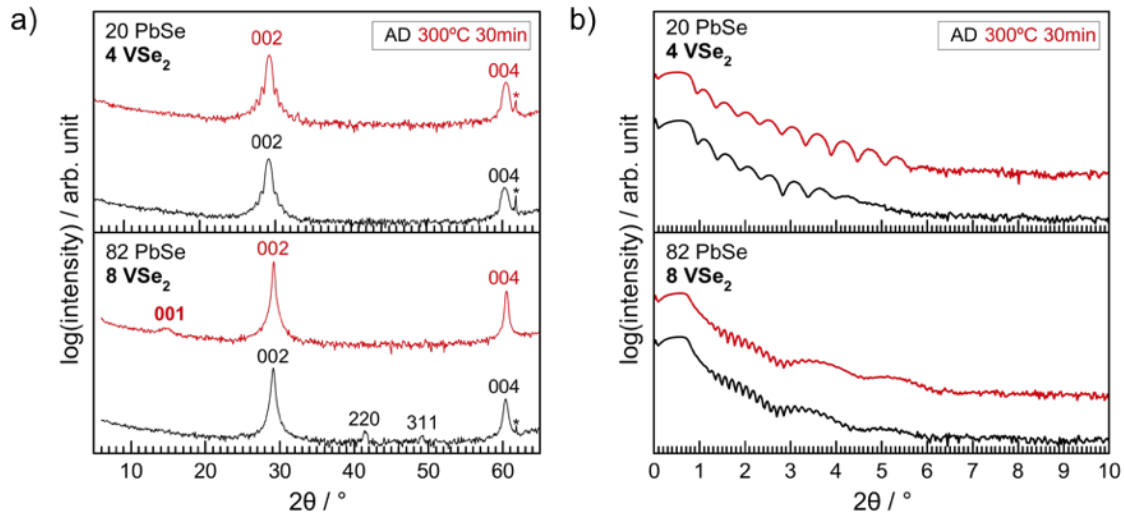 a)
20 PbSe
4 VSe₂
AD 300ºC 30min
002
004
*
002
004
*
82 PbSe
8 VSe₂
002
004
001
002
220
311
004
*
10 20 30 40 50 60
2θ / °
log(intensity) / arb. unit
b)
20 PbSe
4 VSe₂
AD 300ºC 30min
82 PbSe
8 VSe₂
0 1 2 3 4 5 6 7 8 9 10
2θ / °
log(intensity) / arb. unit